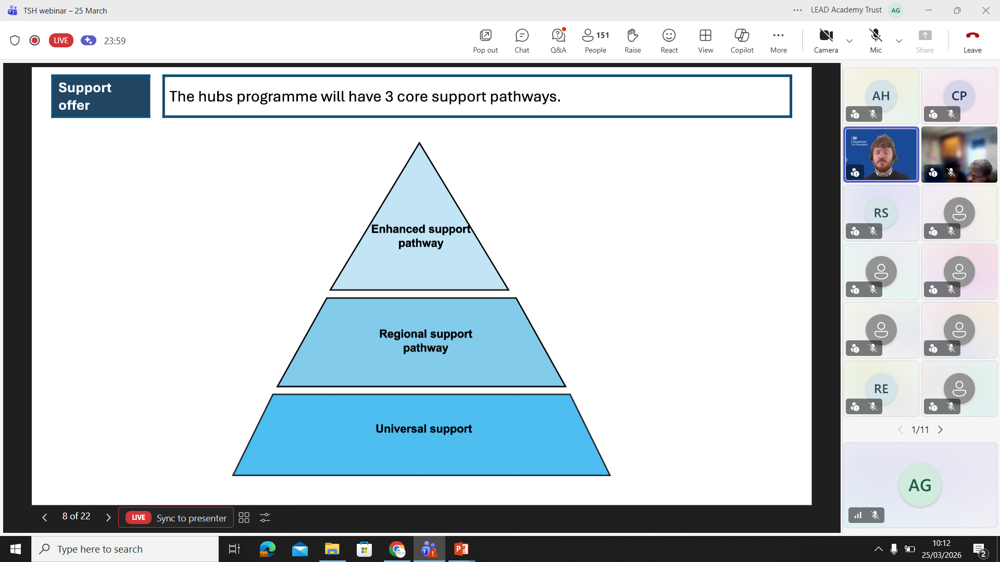 TSH webinar – 25 March
LEAD Academy Trust
AG
LIVE
23:59
Pop out
Chat
Q&A
151
People
Raise
React
View
Copilot
More
Camera
Mic
Share
Leave
Support
offer
The hubs programme will have 3 core support pathways.
Enhanced support
pathway
Regional support
pathway
Universal support
AH
CP
Department
for Education
RS
RE
1/11
AG
8 of 22
LIVE
Sync to presenter
Type here to search
10:12
25/03/2026
2